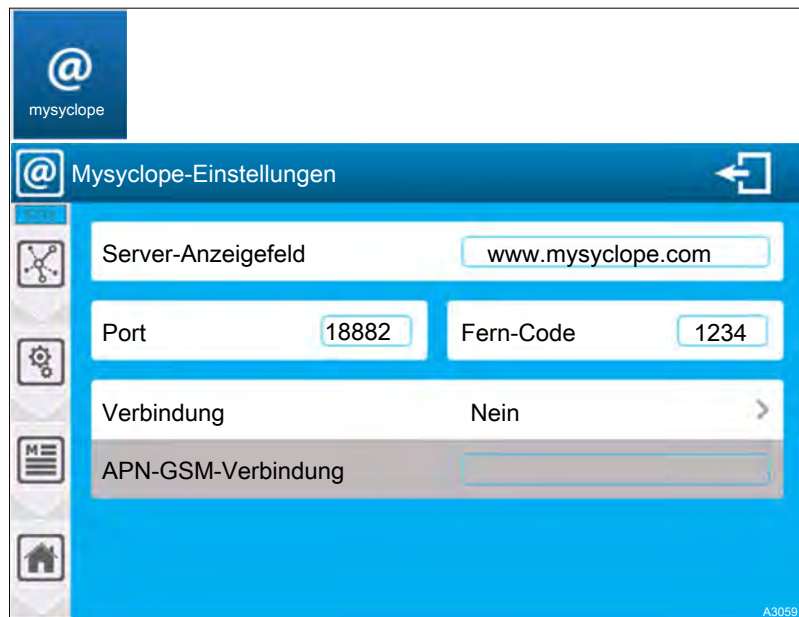 @
mysyclope
@ Mysyclope-Einstellungen
Server-Anzeigefeld www.mysyclope.com
Port 18882 Fern-Code 1234
Verbindung Nein >
M
APN-GSM-Verbindung
A3059